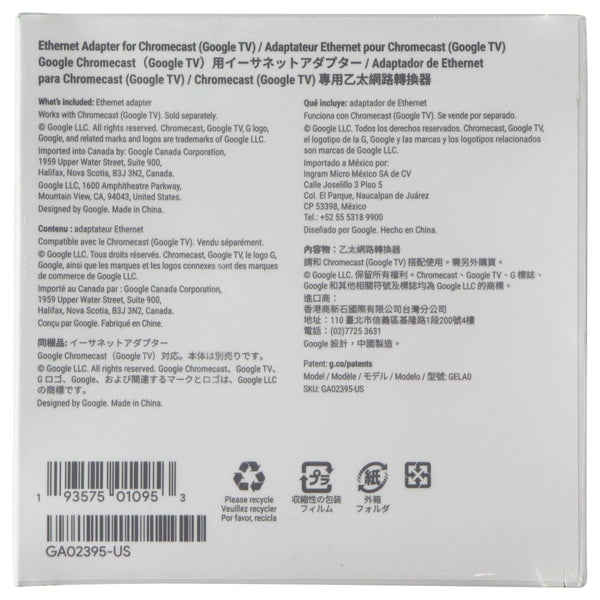 Ethernet Adapter for Chromecast (Google TV) / Adaptateur Ethernet pour Chromecast (Google TV)
Google Chromecast（Google TV）用イーサネットアダプター / Adaptador de Ethernet
para Chromecast (Google TV) / Chromecast (Google TV) 專用乙太網路轉換器
What's included: Ethernet adapter
Works with Chromecast (Google TV). Sold separately.
© Google LLC. All rights reserved. Chromecast, Google TV, G logo,
Google, and related marks and logos are trademarks of Google LLC.
Imported into Canada by: Google Canada Corporation,
1959 Upper Water Street, Suite 900,
Halifax, Nova Scotia, B3J 3N2, Canada.
Google LLC, 1600 Amphitheatre Parkway,
Mountain View, CA, 94043, United States.
Designed by Google. Made in China.
Contenu : adaptateur Ethernet
Compatible avec le Chromecast (Google TV). Vendu séparément.
© Google LLC. Tous droits réservés. Chromecast, Google TV, le logo G,
Google, ainsi que les marques et les logos connexes sont des marques
de commerce de Google LLC.
Importé au Canada par : Google Canada Corporation,
1959 Upper Water Street, Suite 900,
Halifax, Nova Scotia, B3J 3N2, Canada.
Conçu par Google. Fabriqué en Chine.
同梱品: イーサネットアダプター
Google Chromecast（Google TV）対応。本体は別売りです。
© Google LLC. All rights reserved. Google Chromecast、Google TV、
G ロゴ、Google、および関連するマークとロゴは、Google LLC
の商標です。
Designed by Google. Made in China.
Qué incluye: adaptador de Ethernet
Funciona con Chromecast (Google TV). Se vende por separado.
© Google LLC. Todos los derechos reservados. Chromecast, Google TV,
el logotipo de la G, Google y las marcas y los logotipos relacionados
son marcas de Google LLC.
Importado a México por:
Ingram Micro México SA de CV
Calle Joselillo 3 Piso 5
Col. El Parque, Naucalpan de Juárez
CP 53398, México
Tel.: +52 55 5318 9900
Diseñado por Google. Hecho en China.
內容物：乙太網路轉換器
請和 Chromecast (Google TV) 搭配使用。需另外購買。
© Google LLC. 保留所有權利。Chromecast、Google TV、G 標誌、
Google 和其他相關符號及標誌均為 Google LLC 的商標。
進口商：
香港商新石國際有限公司台灣分公司
地址：110 臺北市信義區基隆路1段200號4樓
電話：(02)7725 3631
Google 設計，中國製造。
Patent: g.co/patents
Model / Modèle / モデル / Modelo / 型號: GELA0
SKU: GA02395-US
1 93575 01095 3
GA02395-US
Please recycle
Veuillez recycler
Por favor, recicla
プラ
収縮性の包装
フィルム
紙
外箱
フォルダ